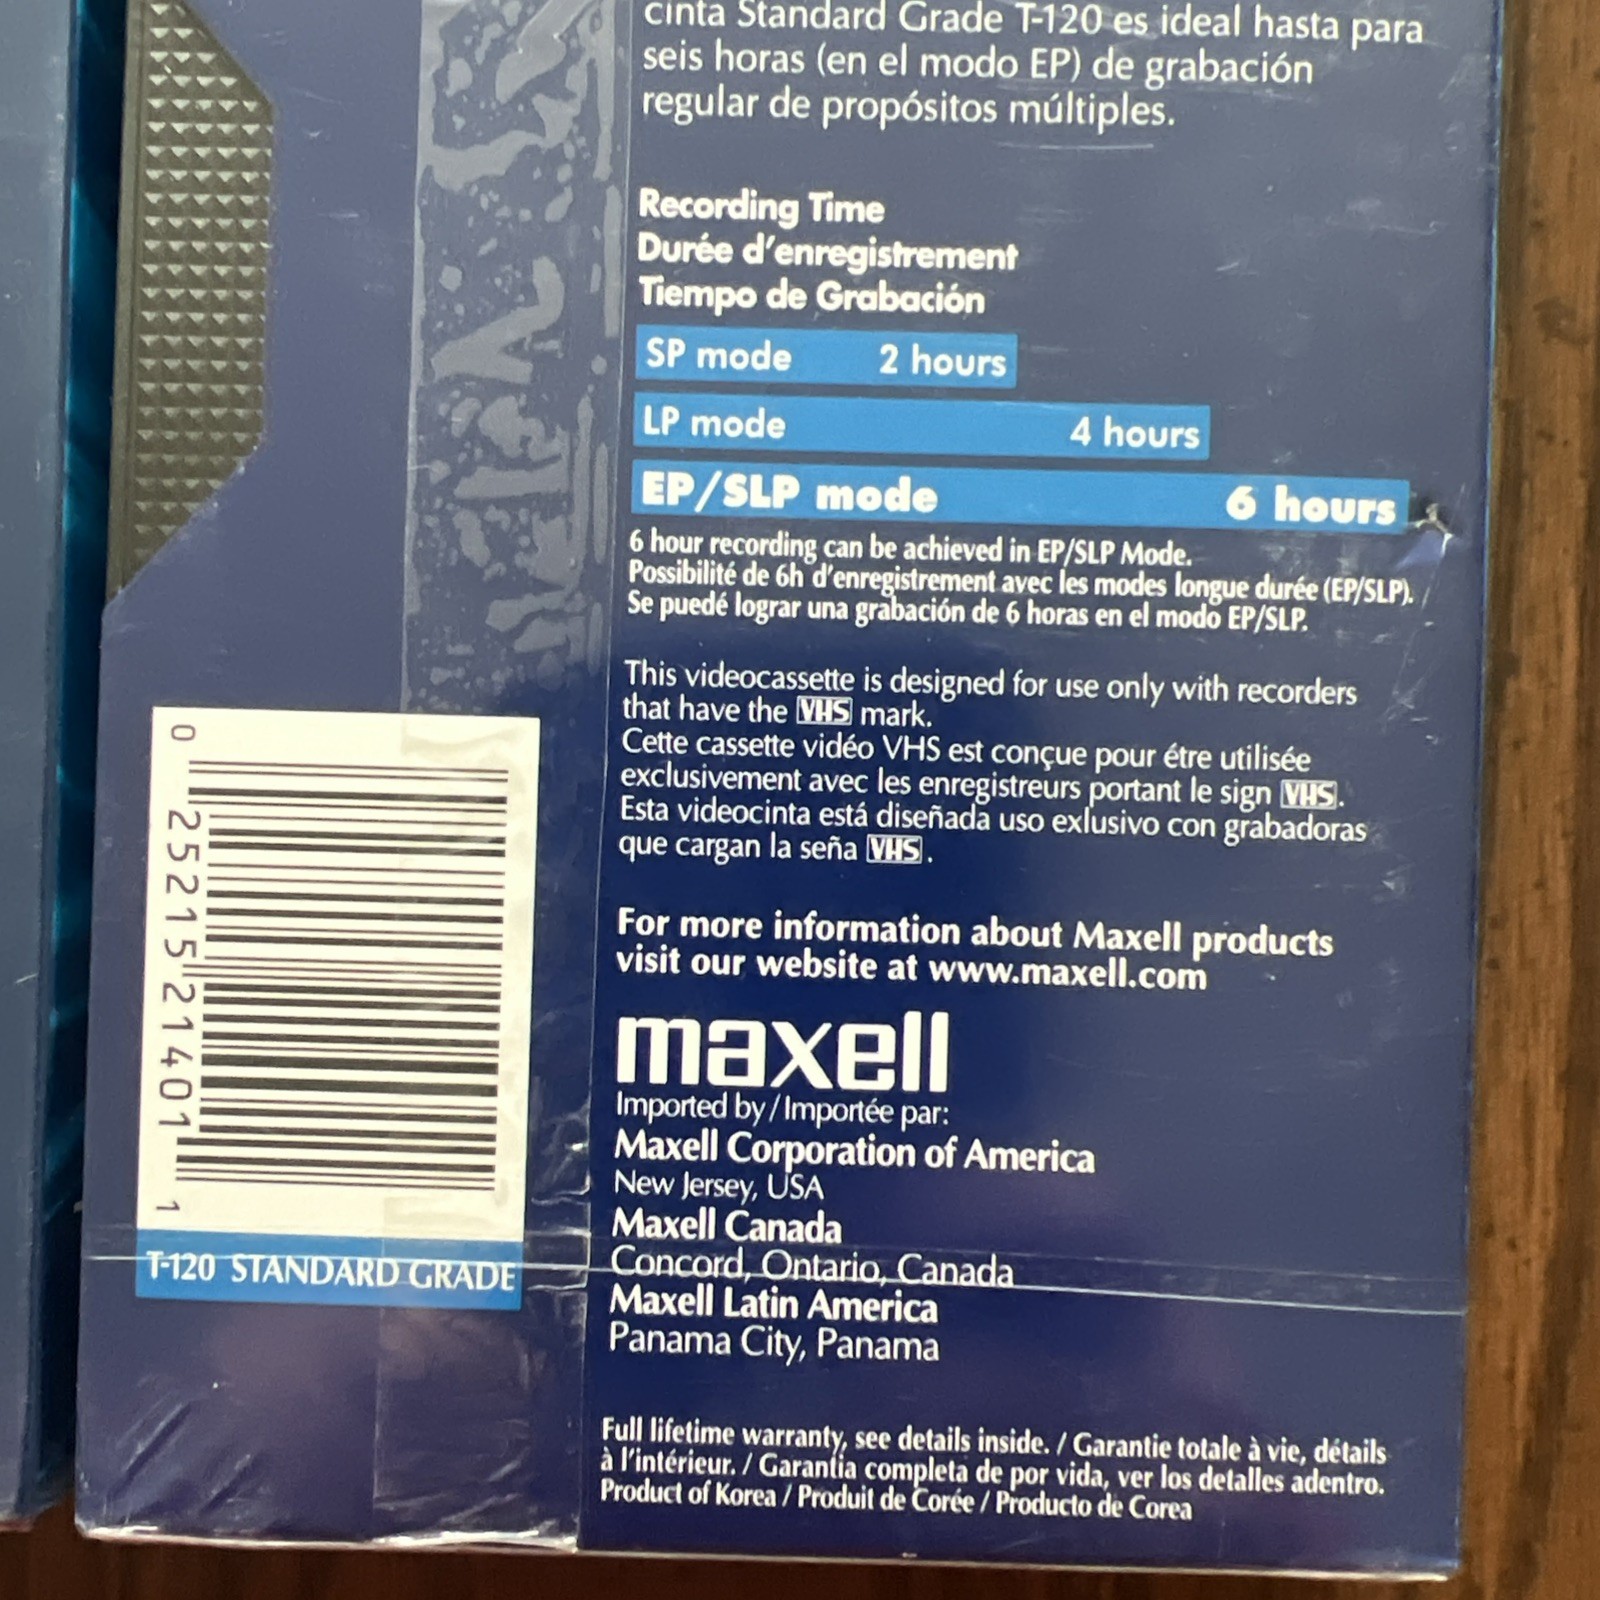 cinta Standard Grade T-120 es ideal hasta para
seis horas (en el modo EP) de grabación
regular de propósitos múltiples.
Recording Time
Durée d'enregistrement
Tiempo de Grabación
SP mode 2 hours
LP mode 4 hours
EP/SLP mode 6 hours
6 hour recording can be achieved in EP/SLP Mode.
Possibilité de 6h d'enregistrement avec les modes longue durée (EP/SLP).
Se puedé lograr una grabación de 6 horas en el modo EP/SLP.
This videocassette is designed for use only with recorders
that have the VHS mark.
Cette cassette vidéo VHS est conçue pour étre utilisée
exclusivement avec les enregistreurs portant le sign VHS.
Esta videocinta está diseñada uso exlusivo con grabadoras
que cargan la seña VHS.
For more information about Maxell products
visit our website at www.maxell.com
maxell
Imported by / Importée par:
Maxell Corporation of America
New Jersey, USA
Maxell Canada
Concord, Ontario, Canada
Maxell Latin America
Panama City, Panama
Full lifetime warranty, see details inside. / Garantie totale à vie, détails
à l'intérieur. / Garantía completa de por vida, ver los detalles adentro.
Product of Korea / Produit de Corée / Producto de Corea
0 25215 21401 1
T-120 STANDARD GRADE